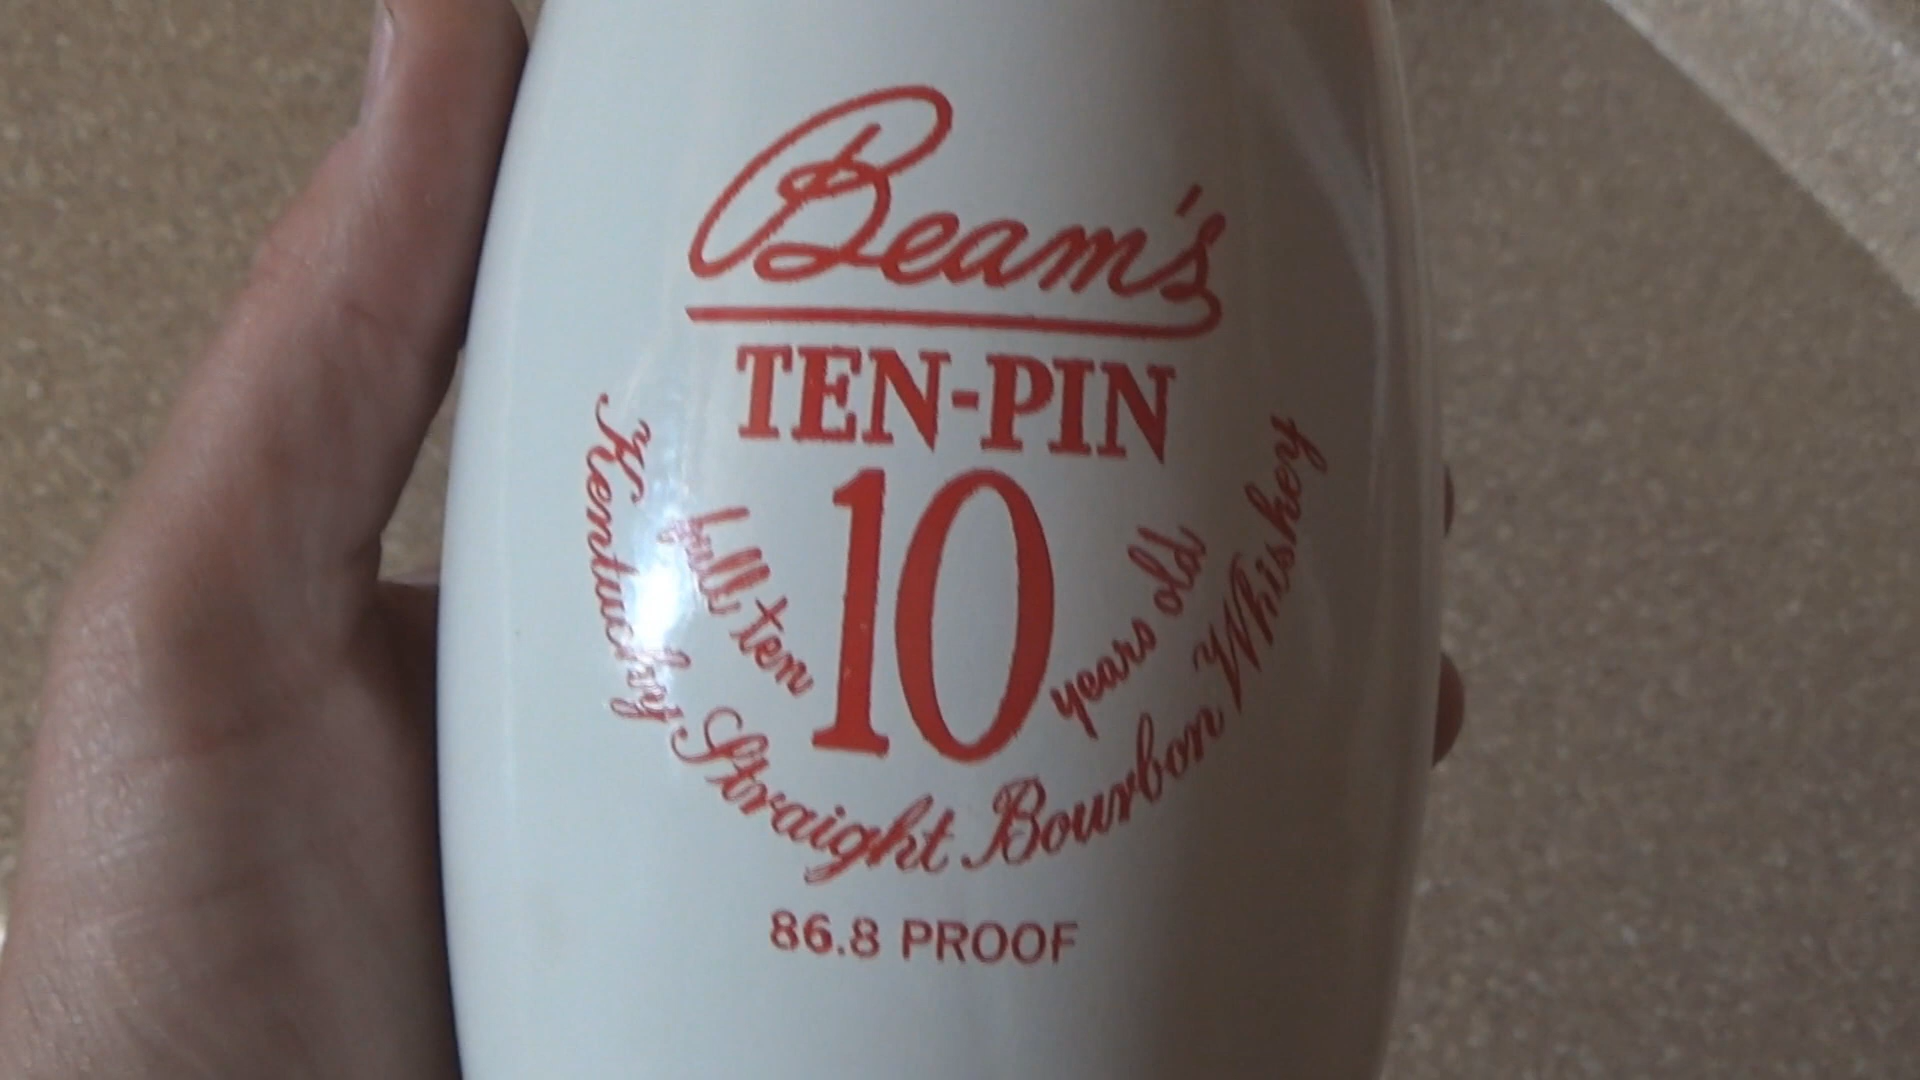 Beam's
TEN-PIN
10
full ten years old
Kentucky Straight Bourbon Whiskey
86.8 PROOF